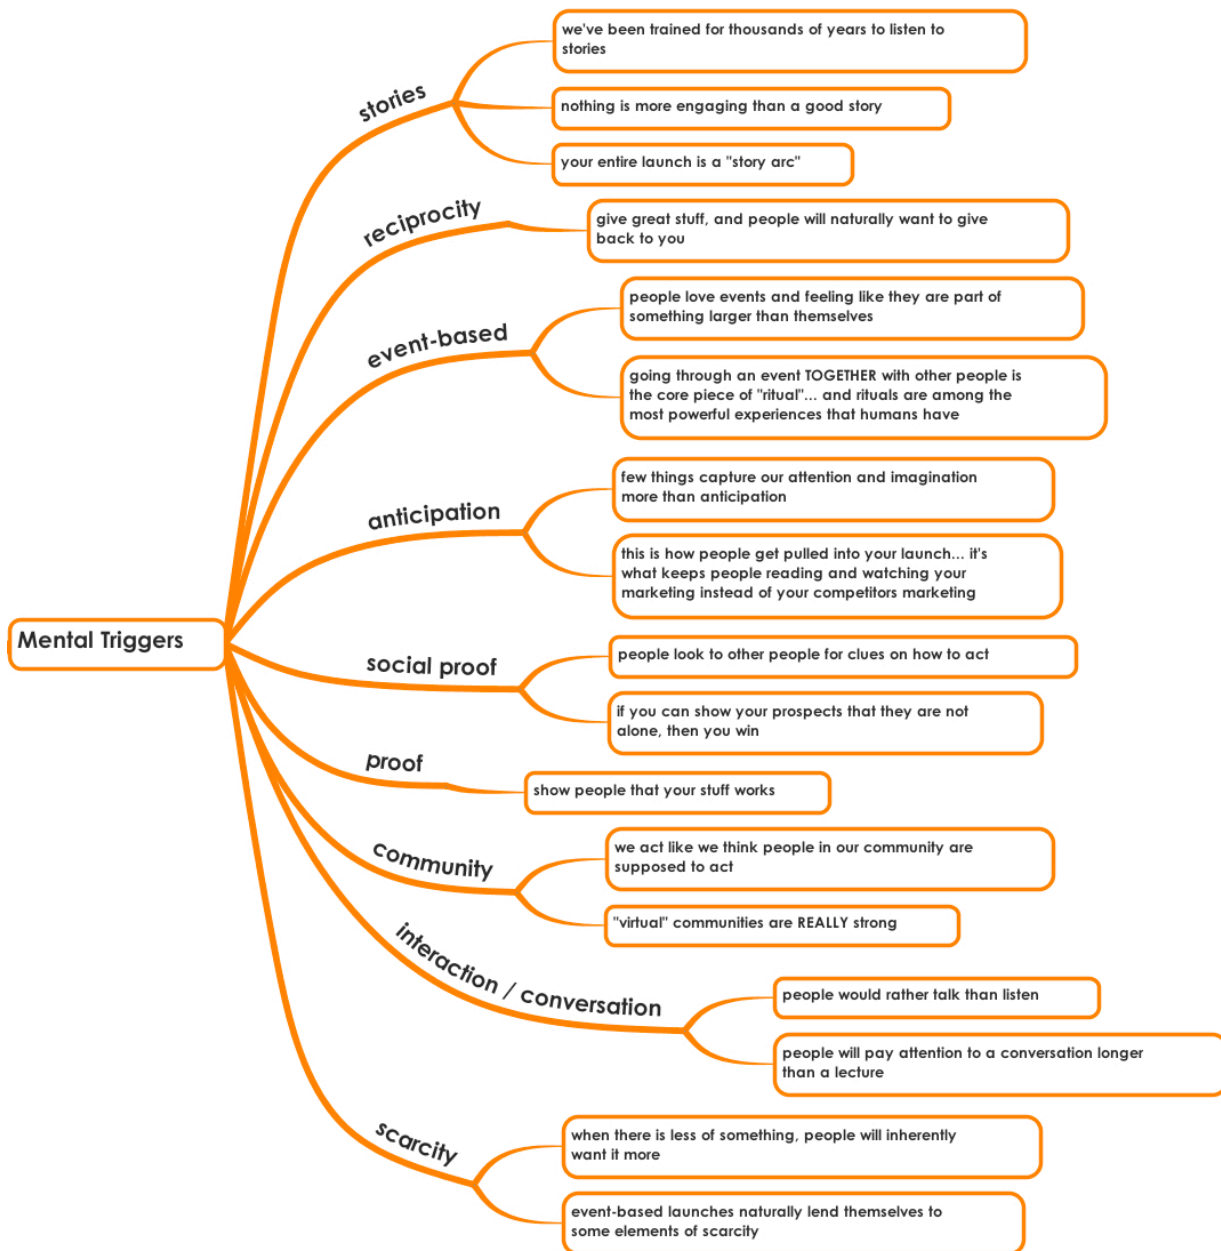 Mental Triggers
stories
we've been trained for thousands of years to listen to
stories
nothing is more engaging than a good story
your entire launch is a "story arc"
reciprocity
give great stuff, and people will naturally want to give
back to you
event-based
people love events and feeling like they are part of
something larger than themselves
going through an event TOGETHER with other people is
the core piece of "ritual"... and rituals are among the
most powerful experiences that humans have
anticipation
few things capture our attention and imagination
more than anticipation
this is how people get pulled into your launch... it's
what keeps people reading and watching your
marketing instead of your competitors marketing
social proof
people look to other people for clues on how to act
if you can show your prospects that they are not
alone, then you win
proof
show people that your stuff works
community
we act like we think people in our community are
supposed to act
"virtual" communities are REALLY strong
interaction / conversation
people would rather talk than listen
people will pay attention to a conversation longer
than a lecture
scarcity
when there is less of something, people will inherently
want it more
event-based launches naturally lend themselves to
some elements of scarcity